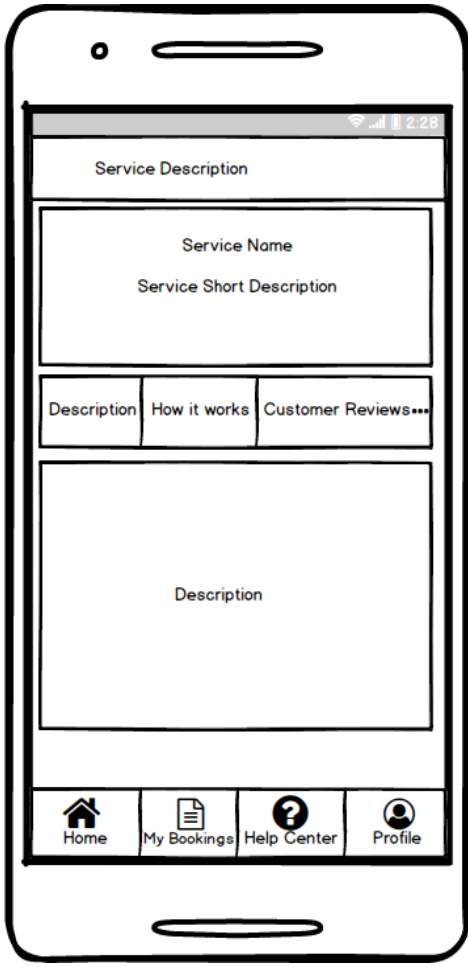 2:28
Service Description
Service Name
Service Short Description
Description How it works Customer Reviews•••
Description
Home My Bookings Help Center Profile